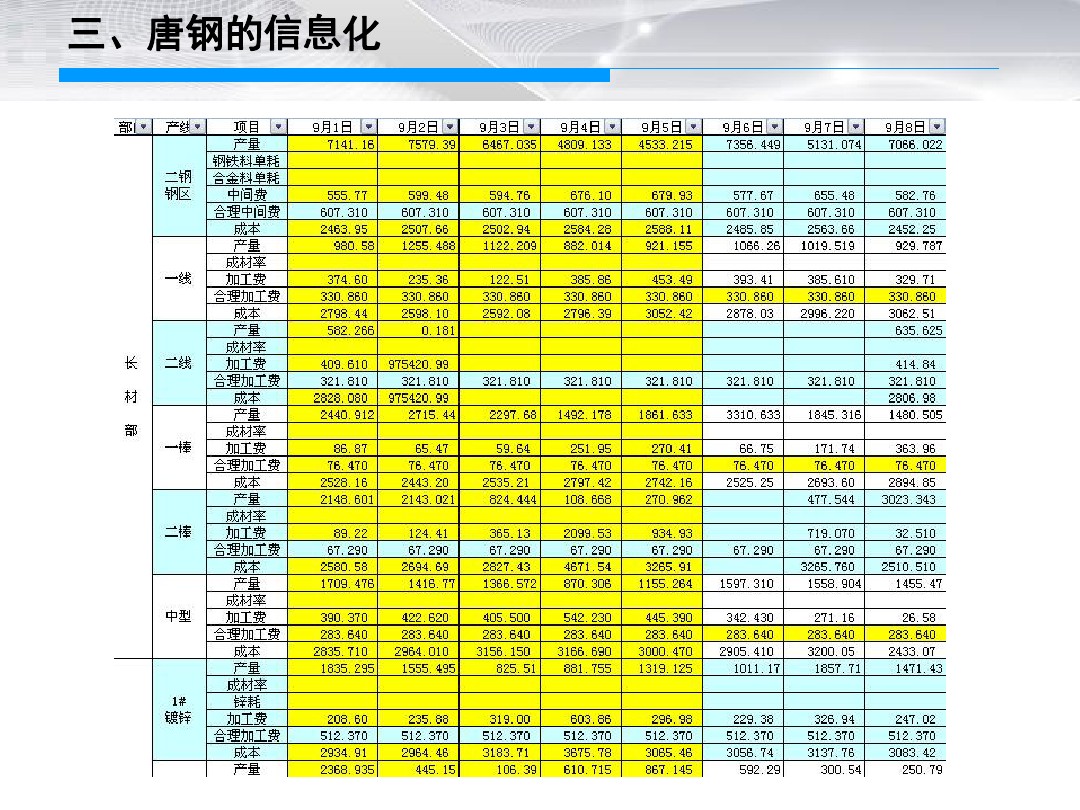 三、唐钢的信息化
部门 产线 项目 9月1日 9月2日 9月3日 9月4日 9月5日 9月6日 9月7日 9月8日
产量 7141.16 7579.39 6467.035 4809.133 4533.215 7356.449 5131.074 7066.022
钢铁料单耗
二钢 合金料单耗
钢区 中间费 555.77 599.48 594.76 676.10 679.93 577.67 655.48 582.76
合理中间费 607.310 607.310 607.310 607.310 607.310 607.310 607.310 607.310
成本 2463.95 2507.66 2502.94 2584.28 2588.11 2485.85 2563.66 2452.25
产量 980.58 1255.488 1122.209 882.014 921.155 1066.26 1019.519 929.787
成材率
一线 加工费 374.60 235.36 122.51 385.86 453.49 393.41 385.610 329.71
合理加工费 330.860 330.860 330.860 330.860 330.860 330.860 330.860 330.860
成本 2798.44 2598.10 2592.08 2796.39 3052.42 2878.03 2996.220 3062.51
产量 582.266 0.181 635.625
成材率
长 二线 加工费 409.610 975420.99 414.84
合理加工费 321.810 321.810 321.810 321.810 321.810 321.810 321.810 321.810
材 成本 2828.080 975420.99 2806.98
产量 2440.912 2715.44 2297.68 1492.178 1861.633 3310.633 1845.316 1480.505
部 成材率
一棒 加工费 86.87 65.47 59.64 251.95 270.41 66.75 171.74 363.96
合理加工费 76.470 76.470 76.470 76.470 76.470 76.470 76.470 76.470
成本 2528.16 2443.20 2535.21 2797.42 2742.16 2525.25 2693.60 2894.85
产量 2148.601 2143.021 824.444 108.668 270.962 477.544 3023.343
成材率
二棒 加工费 89.22 124.41 365.13 2099.53 934.93 719.070 32.510
合理加工费 67.290 67.290 67.290 67.290 67.290 67.290 67.290 67.290
成本 2580.58 2694.69 2827.43 4671.54 3265.91 3265.760 2510.510
产量 1709.476 1416.77 1366.572 870.306 1155.264 1597.310 1558.904 1455.47
成材率
中型 加工费 390.370 422.620 405.500 542.230 445.390 342.430 271.16 26.58
合理加工费 283.640 283.640 283.640 283.640 283.640 283.640 283.640 283.640
成本 2835.710 2964.010 3156.150 3166.690 3000.470 2905.410 3200.05 2433.07
产量 1835.295 1555.495 825.51 881.755 1319.125 1011.17 1857.71 1471.43
成材率
1# 锌耗
镀锌 加工费 208.60 235.88 319.00 603.86 296.98 229.38 326.94 247.02
合理加工费 512.370 512.370 512.370 512.370 512.370 512.370 512.370 512.370
成本 2934.91 2964.46 3183.71 3675.78 3065.46 3056.74 3137.76 3083.42
产量 2368.935 445.15 106.39 610.715 867.145 592.29 300.54 250.79